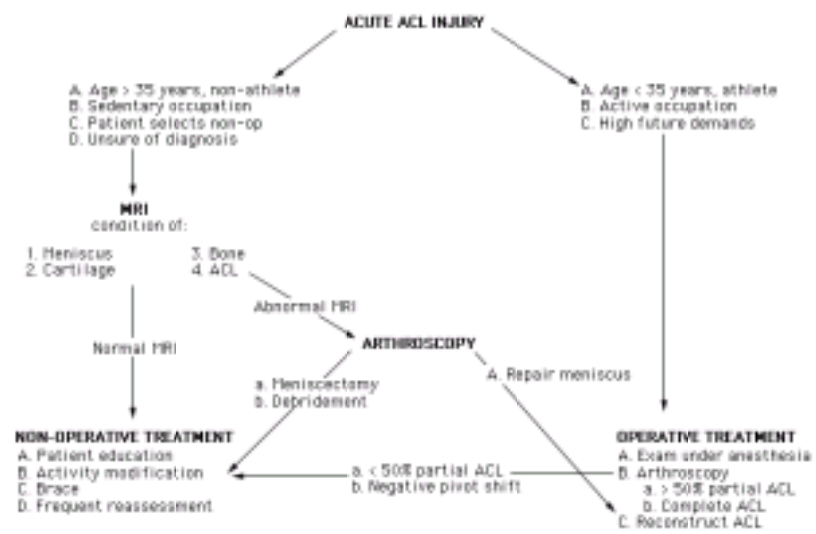 ACUTE ACL INJURY
A. Age > 35 years, non-athlete
B. Sedentary occupation
C. Patient selects non-op
D. Unsure of diagnosis
A. Age < 35 years, athlete
B. Active occupation
C. High future demands
MRI
condition of:
1. Meniscus
2. Cartilage
3. Bone
4. ACL
Abnormal MRI
Normal MRI
ARTHROSCOPY
a. Meniscectomy
b. Debridement
A. Repair meniscus
NON-OPERATIVE TREATMENT
A. Patient education
B. Activity modification
C. Brace
D. Frequent reassessment
a. < 50% partial ACL
b. Negative pivot shift
OPERATIVE TREATMENT
A. Exam under anesthesia
B. Arthroscopy
a. > 50% partial ACL
b. Complete ACL
C. Reconstruct ACL